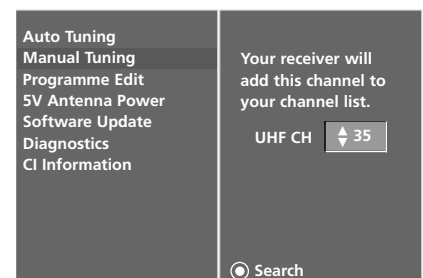 Auto Tuning
Manual Tuning
Programme Edit
5V Antenna Power
Software Update
Diagnostics
CI Information
Your receiver will
add this channel to
your channel list.
UHF CH 35
Search